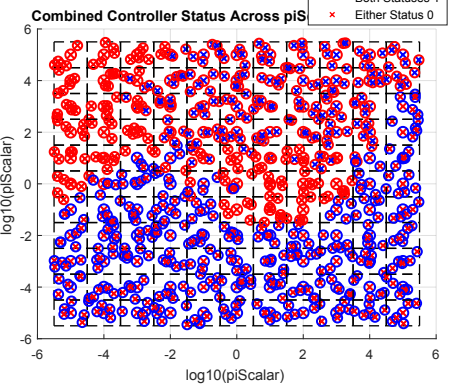 Both Statuses 1
Either Status 0
Combined Controller Status Across piS
6
4
2
0
-2
-4
-6
log10(piScalar)
-6
-4
-2
0
2
4
6
log10(piScalar)